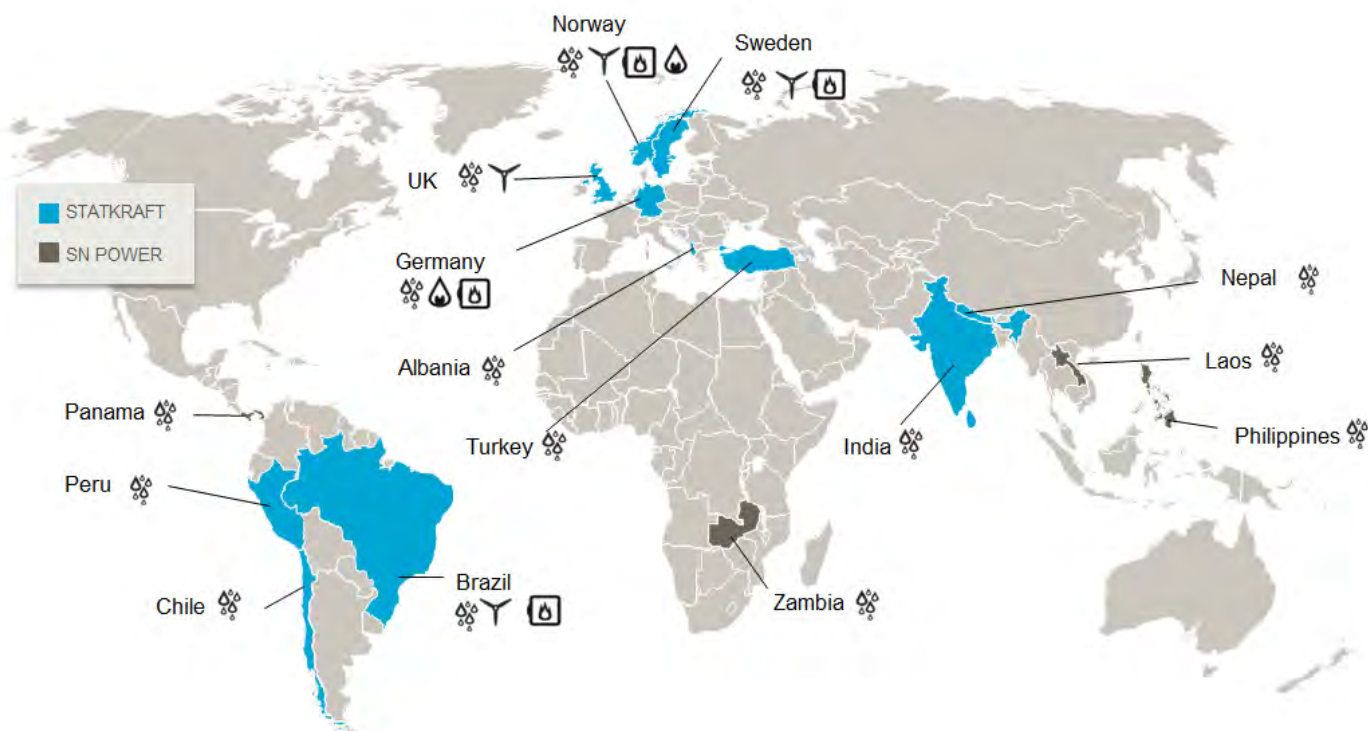 Norway
Sweden
UK
STATKRAFT
SN POWER
Germany
Nepal
Albania
Laos
Panama
Turkey
India
Philippines
Peru
Chile
Brazil
Zambia